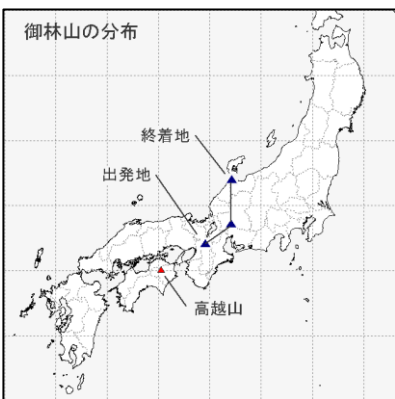 御林山の分布
終着地
出発地
高越山